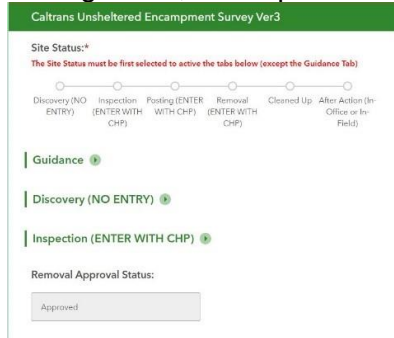 Caltrans Unsheltered Encampment Survey Ver3
Site Status:*
The Site Status must be first selected to active the tabs below (except the Guidance Tab)
Discovery (NO ENTRY)
Inspection (ENTER WITH CHP)
Posting (ENTER WITH CHP)
Removal (ENTER WITH CHP)
Cleaned Up
After Action (In-Office or In-Field)
Guidance
Discovery (NO ENTRY)
Inspection (ENTER WITH CHP)
Removal Approval Status:
Approved